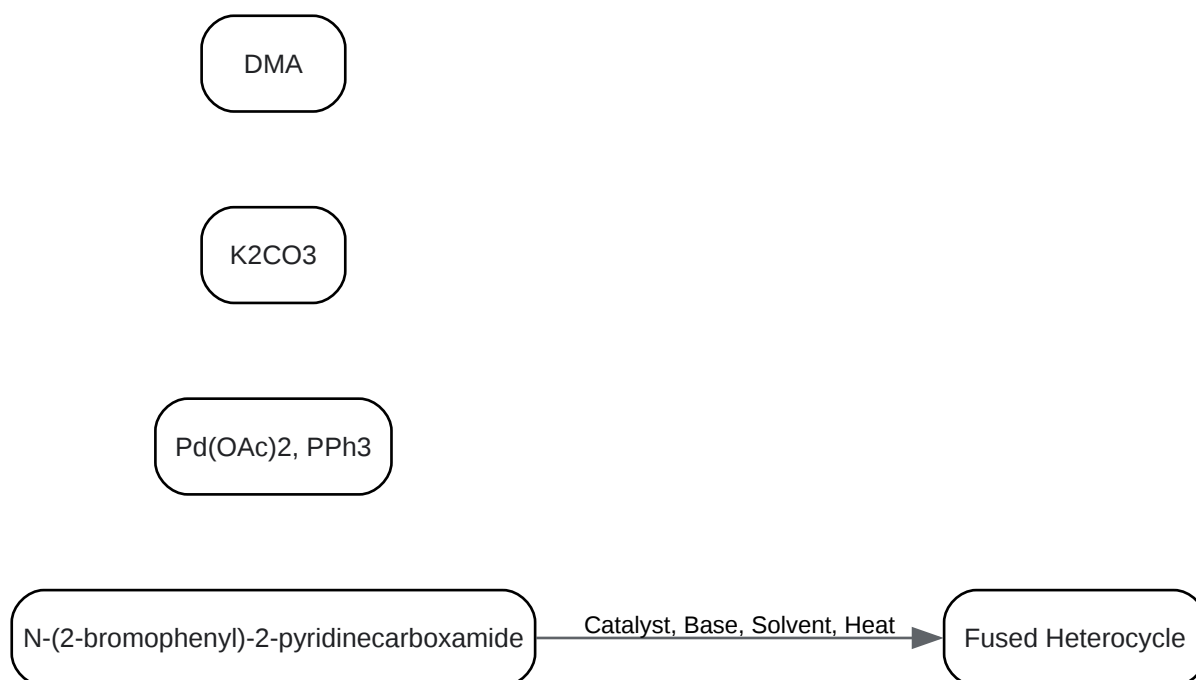 DMA
K2CO3
Pd(OAc)2, PPh3
N-(2-bromophenyl)-2-pyridinecarboxamide
Catalyst, Base, Solvent, Heat
Fused Heterocycle